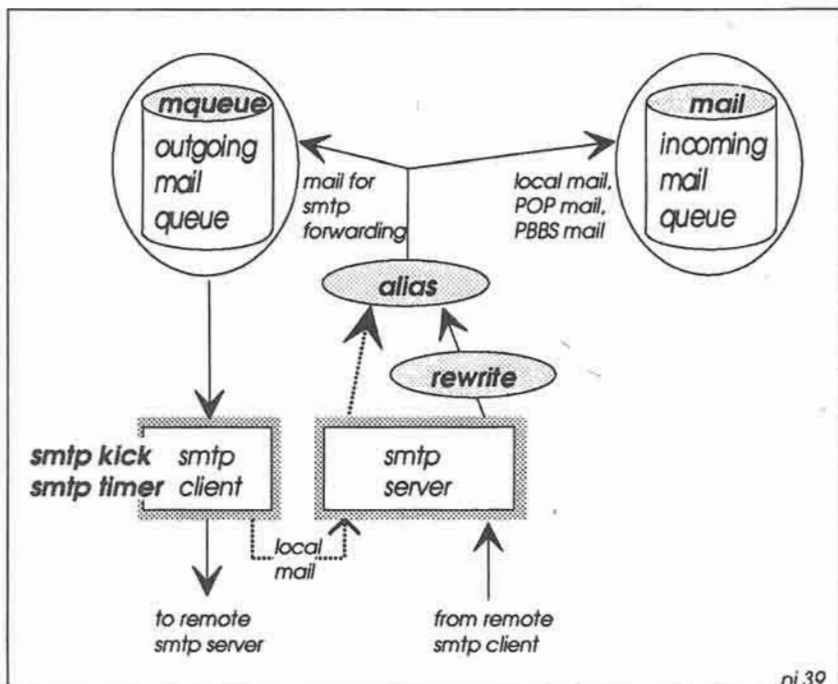 mqueue
outgoing
mail
queue
mail
incoming
mail
queue
mail for
smtp
forwarding
local mail,
POP mail,
PBBS mail
alias
rewrite
smtp kick
smtp timer
smtp
client
smtp
server
local
mail
to remote
smtp server
from remote
smtp client
pi 39